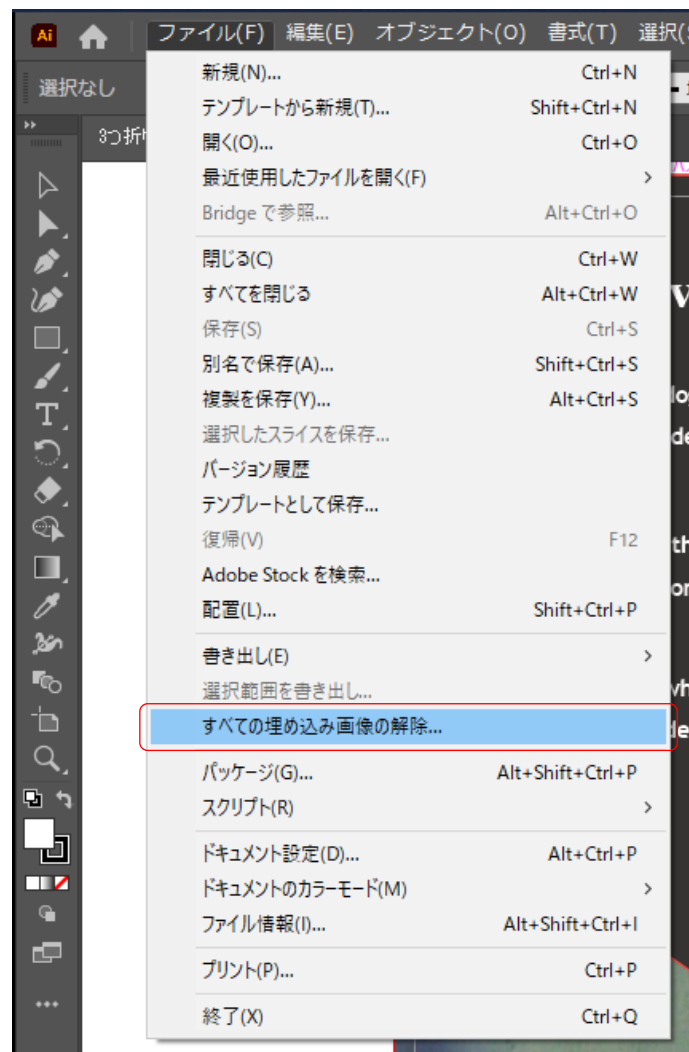 Ai ファイル(F) 編集(E) オブジェクト(O) 書式(T) 選択(S
選択なし
3つ折り
新規(N)... Ctrl+N
テンプレートから新規(T)... Shift+Ctrl+N
開く(O)... Ctrl+O
最近使用したファイルを開く(F) >
Bridge で参照... Alt+Ctrl+O
閉じる(C) Ctrl+W
すべてを閉じる Alt+Ctrl+W
保存(S) Ctrl+S
別名で保存(A)... Shift+Ctrl+S
複製を保存(Y)... Alt+Ctrl+S
選択したスライスを保存...
バージョン履歴
テンプレートとして保存...
復帰(V) F12
Adobe Stock を検索...
配置(L)... Shift+Ctrl+P
書き出し(E) >
選択範囲を書き出し...
すべての埋め込み画像の解除...
パッケージ(G)... Alt+Shift+Ctrl+P
スクリプト(R) >
ドキュメント設定(D)... Alt+Ctrl+P
ドキュメントのカラーモード(M) >
ファイル情報(I)... Alt+Shift+Ctrl+I
プリント(P)... Ctrl+P
終了(X) Ctrl+Q